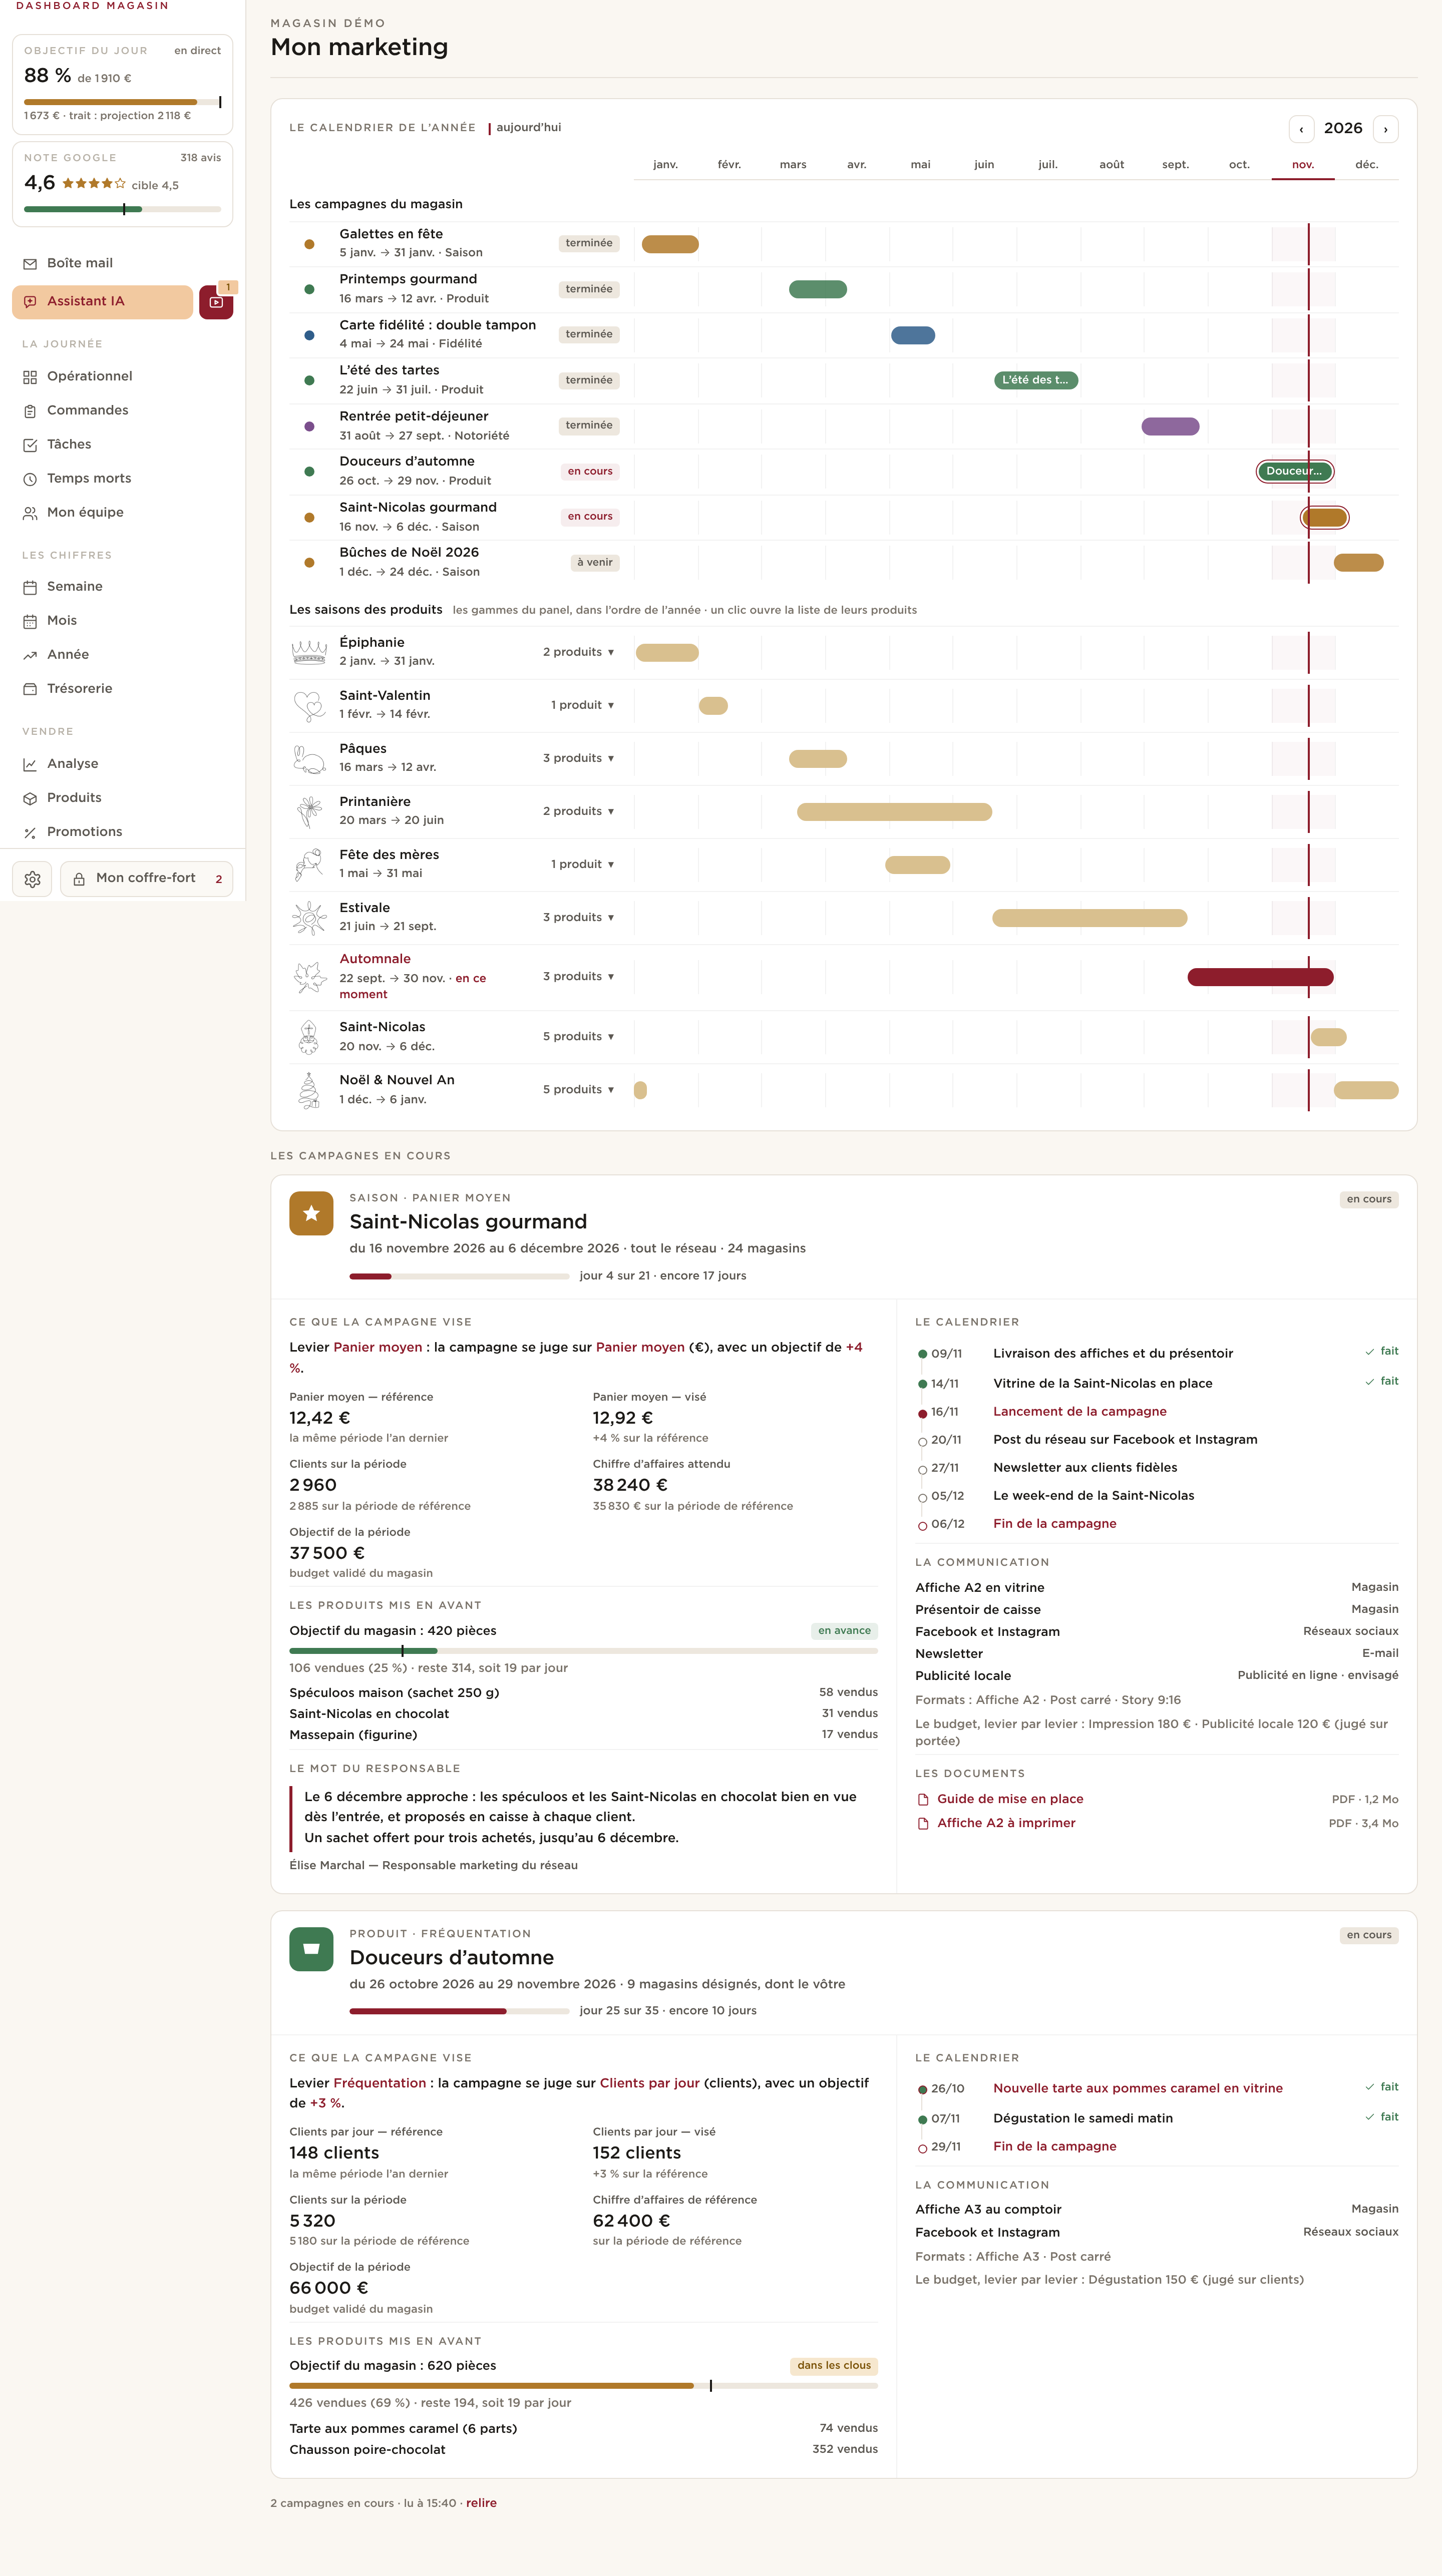 DASHBOARD MAGASIN
OBJECTIF DU JOUR en direct
88 % de 1 910 €
1 673 € · trait : projection 2 118 €
NOTE GOOGLE 318 avis
4,6 ★★★★☆ cible 4,5
Boîte mail
Assistant IA 1
LA JOURNÉE
Opérationnel
Commandes
Tâches
Temps morts
Mon équipe
LES CHIFFRES
Semaine
Mois
Année
Trésorerie
VENDRE
Analyse
Produits
Promotions
Mon coffre-fort 2
MAGASIN DÉMO
Mon marketing
LE CALENDRIER DE L’ANNÉE aujourd’hui ‹ 2026 ›
janv. févr. mars avr. mai juin juil. août sept. oct. nov. déc.
Les campagnes du magasin
Galettes en fête
5 janv. → 31 janv. · Saison
terminée
Printemps gourmand
16 mars → 12 avr. · Produit
terminée
Carte fidélité : double tampon
4 mai → 24 mai · Fidélité
terminée
L’été des tartes
22 juin → 31 juil. · Produit
terminée
L’été des t…
Rentrée petit-déjeuner
31 août → 27 sept. · Notoriété
terminée
Douceurs d’automne
26 oct. → 29 nov. · Produit
en cours
Douceur…
Saint-Nicolas gourmand
16 nov. → 6 déc. · Saison
en cours
Bûches de Noël 2026
1 déc. → 24 déc. · Saison
à venir
Les saisons des produits les gammes du panel, dans l’ordre de l’année · un clic ouvre la liste de leurs produits
Épiphanie
2 janv. → 31 janv.
2 produits ▾
Saint-Valentin
1 févr. → 14 févr.
1 produit ▾
Pâques
16 mars → 12 avr.
3 produits ▾
Printanière
20 mars → 20 juin
2 produits ▾
Fête des mères
1 mai → 31 mai
1 produit ▾
Estivale
21 juin → 21 sept.
3 produits ▾
Automnale
22 sept. → 30 nov. · en ce
moment
3 produits ▾
Saint-Nicolas
20 nov. → 6 déc.
5 produits ▾
Noël & Nouvel An
1 déc. → 6 janv.
5 produits ▾
LES CAMPAGNES EN COURS
SAISON · PANIER MOYEN en cours
Saint-Nicolas gourmand
du 16 novembre 2026 au 6 décembre 2026 · tout le réseau · 24 magasins
jour 4 sur 21 · encore 17 jours
CE QUE LA CAMPAGNE VISE
Levier Panier moyen : la campagne se juge sur Panier moyen (€), avec un objectif de +4
%.
Panier moyen — référence
12,42 €
la même période l’an dernier
Panier moyen — visé
12,92 €
+4 % sur la référence
Clients sur la période
2 960
2 885 sur la période de référence
Chiffre d’affaires attendu
38 240 €
35 830 € sur la période de référence
Objectif de la période
37 500 €
budget validé du magasin
LES PRODUITS MIS EN AVANT
Objectif du magasin : 420 pièces en avance
106 vendues (25 %) · reste 314, soit 19 par jour
Spéculoos maison (sachet 250 g) 58 vendus
Saint-Nicolas en chocolat 31 vendus
Massepain (figurine) 17 vendus
LE MOT DU RESPONSABLE
Le 6 décembre approche : les spéculoos et les Saint-Nicolas en chocolat bien en vue
dès l’entrée, et proposés en caisse à chaque client.
Un sachet offert pour trois achetés, jusqu’au 6 décembre.
Élise Marchal — Responsable marketing du réseau
LE CALENDRIER
09/11 Livraison des affiches et du présentoir ✓ fait
14/11 Vitrine de la Saint-Nicolas en place ✓ fait
16/11 Lancement de la campagne
20/11 Post du réseau sur Facebook et Instagram
27/11 Newsletter aux clients fidèles
05/12 Le week-end de la Saint-Nicolas
06/12 Fin de la campagne
LA COMMUNICATION
Affiche A2 en vitrine Magasin
Présentoir de caisse Magasin
Facebook et Instagram Réseaux sociaux
Newsletter E-mail
Publicité locale Publicité en ligne · envisagé
Formats : Affiche A2 · Post carré · Story 9:16
Le budget, levier par levier : Impression 180 € · Publicité locale 120 € (jugé sur
portée)
LES DOCUMENTS
Guide de mise en place PDF · 1,2 Mo
Affiche A2 à imprimer PDF · 3,4 Mo
PRODUIT · FRÉQUENTATION en cours
Douceurs d’automne
du 26 octobre 2026 au 29 novembre 2026 · 9 magasins désignés, dont le vôtre
jour 25 sur 35 · encore 10 jours
CE QUE LA CAMPAGNE VISE
Levier Fréquentation : la campagne se juge sur Clients par jour (clients), avec un objectif
de +3 %.
Clients par jour — référence
148 clients
la même période l’an dernier
Clients par jour — visé
152 clients
+3 % sur la référence
Clients sur la période
5 320
5 180 sur la période de référence
Chiffre d’affaires de référence
62 400 €
sur la période de référence
Objectif de la période
66 000 €
budget validé du magasin
LES PRODUITS MIS EN AVANT
Objectif du magasin : 620 pièces dans les clous
426 vendues (69 %) · reste 194, soit 19 par jour
Tarte aux pommes caramel (6 parts) 74 vendus
Chausson poire-chocolat 352 vendus
LE CALENDRIER
26/10 Nouvelle tarte aux pommes caramel en vitrine ✓ fait
07/11 Dégustation le samedi matin ✓ fait
29/11 Fin de la campagne
LA COMMUNICATION
Affiche A3 au comptoir Magasin
Facebook et Instagram Réseaux sociaux
Formats : Affiche A3 · Post carré
Le budget, levier par levier : Dégustation 150 € (jugé sur clients)
2 campagnes en cours · lu à 15:40 · relire